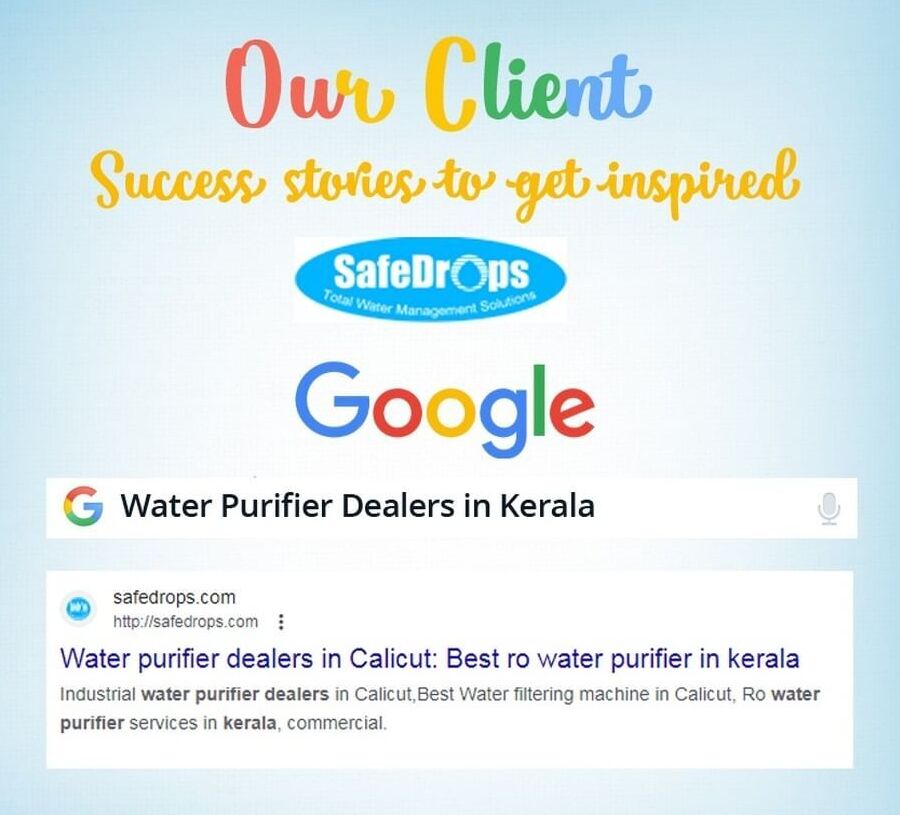 Our Client
Success stories to get inspired
SafeDrops
Total Water Management Solutions
Google
Water Purifier Dealers in Kerala
safedrops.com
http://safedrops.com
Water purifier dealers in Calicut: Best ro water purifier in kerala
Industrial water purifier dealers in Calicut,Best Water filtering machine in Calicut, Ro water
purifier services in kerala, commercial.